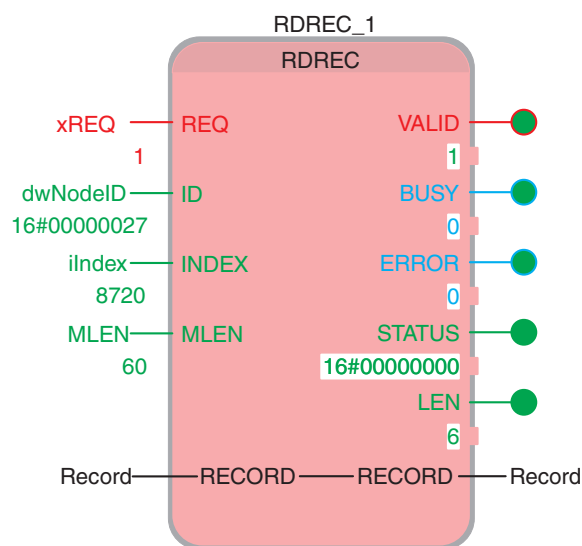 RDREC_1
RDREC
xREQ REQ VALID
1 1
dwNodeID ID BUSY
16#00000027 0
iIndex INDEX ERROR
8720 0
MLEN MLEN STATUS
60 16#00000000
LEN
6
Record RECORD RECORD Record